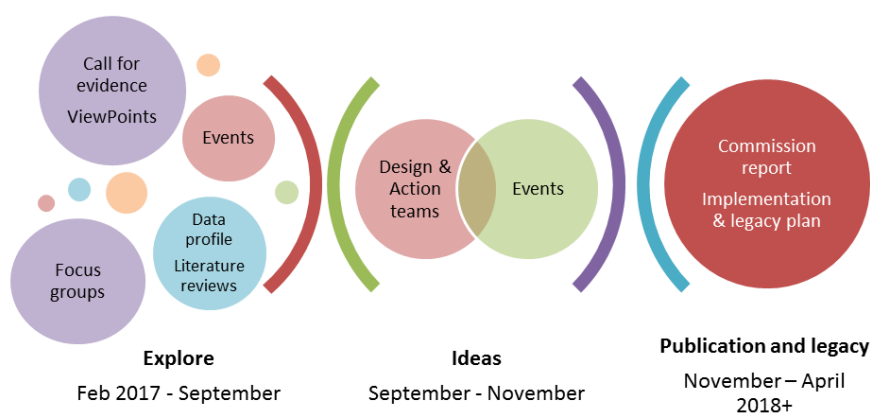 Call for
evidence
ViewPoints
Events
Data
profile
Literature
reviews
Focus
groups
Design &
Action
teams
Events
Commission
report
Implementation
& legacy plan
Explore
Feb 2017 - September
Ideas
September - November
Publication and legacy
November – April
2018+